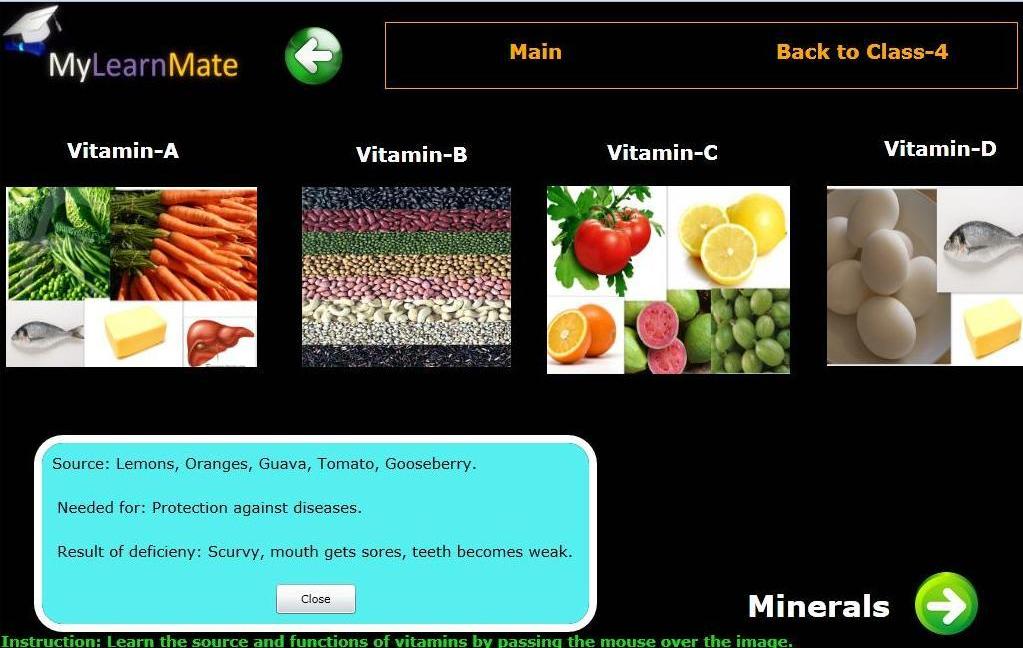 MyLearnMate
Main
Back to Class-4
Vitamin-A
Vitamin-B
Vitamin-C
Vitamin-D
Source: Lemons, Oranges, Guava, Tomato, Gooseberry.
Needed for: Protection against diseases.
Result of deficieny: Scurvy, mouth gets sores, teeth becomes weak.
Close
Minerals
Instruction: Learn the source and functions of vitamins by passing the mouse over the image.